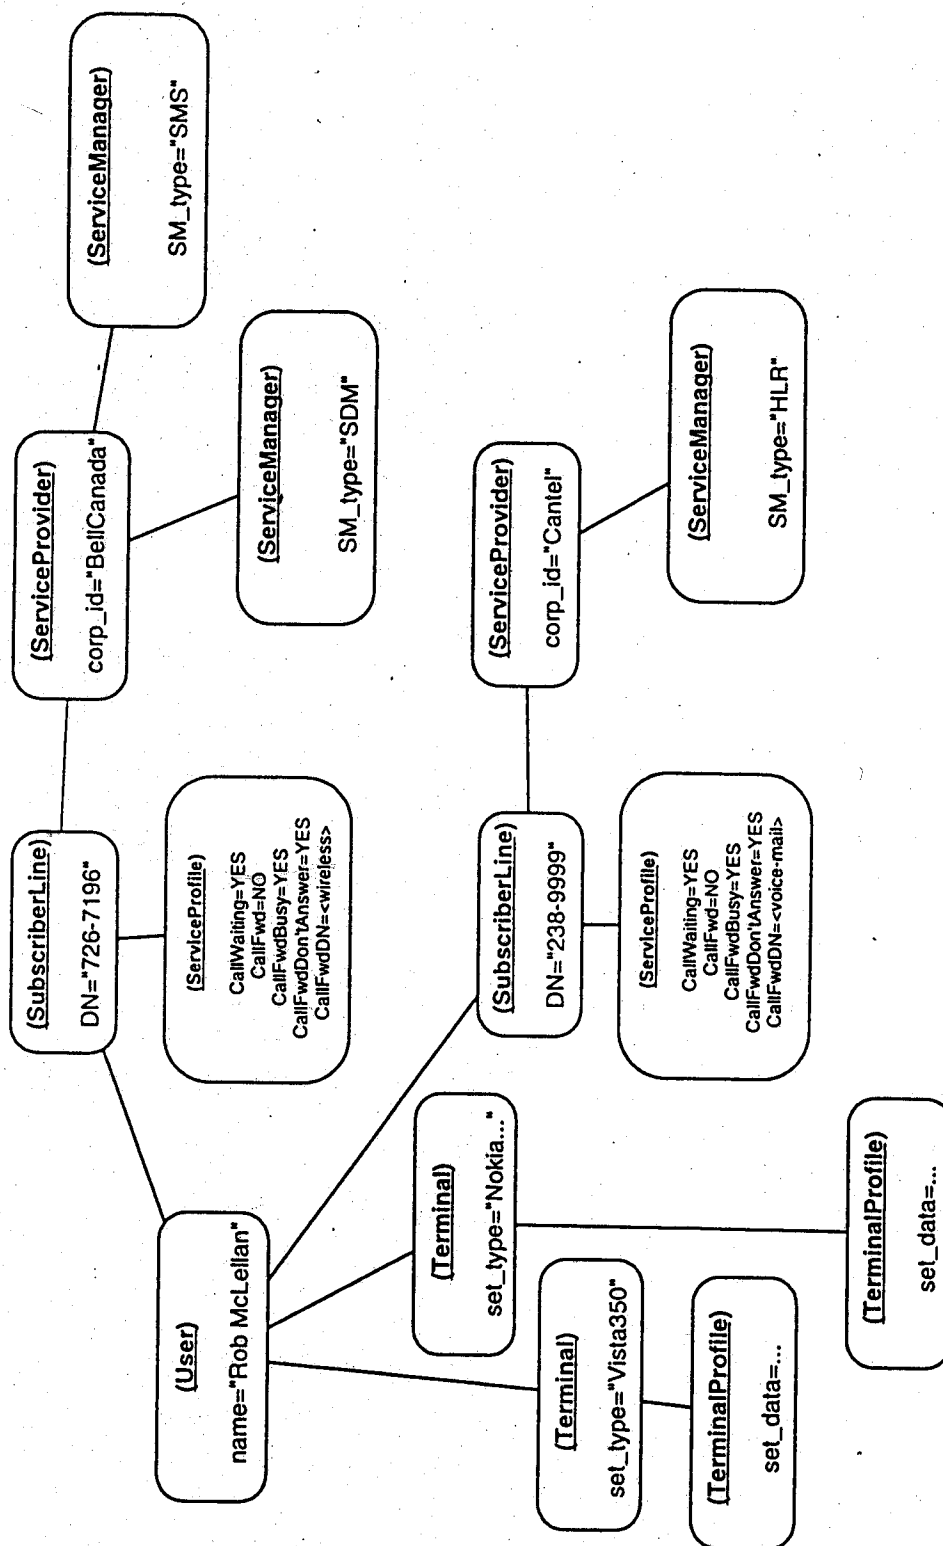 (User)
name="Rob McLellan"
(SubscriberLine)
DN="726-7196"
(ServiceProvider)
corp_id="BellCanada"
(ServiceManager)
SM_type="SMS"
(ServiceProfile)
CallWaiting=YES
CallFwd=NO
CallFwdBusy=YES
CallFwdDon'tAnswer=YES
CallFwdDN=<wireless>
(ServiceManager)
SM_type="SDM"
(Terminal)
set_type="Nokia..."
(SubscriberLine)
DN="238-9999"
(ServiceProvider)
corp_id="Cantel"
(Terminal)
set_type="Vista350"
(ServiceProfile)
CallWaiting=YES
CallFwd=NO
CallFwdBusy=YES
CallFwdDon'tAnswer=YES
CallFwdDN=<voice-mail>
(ServiceManager)
SM_type="HLR"
(TerminalProfile)
set_data=...
(TerminalProfile)
set_data=...